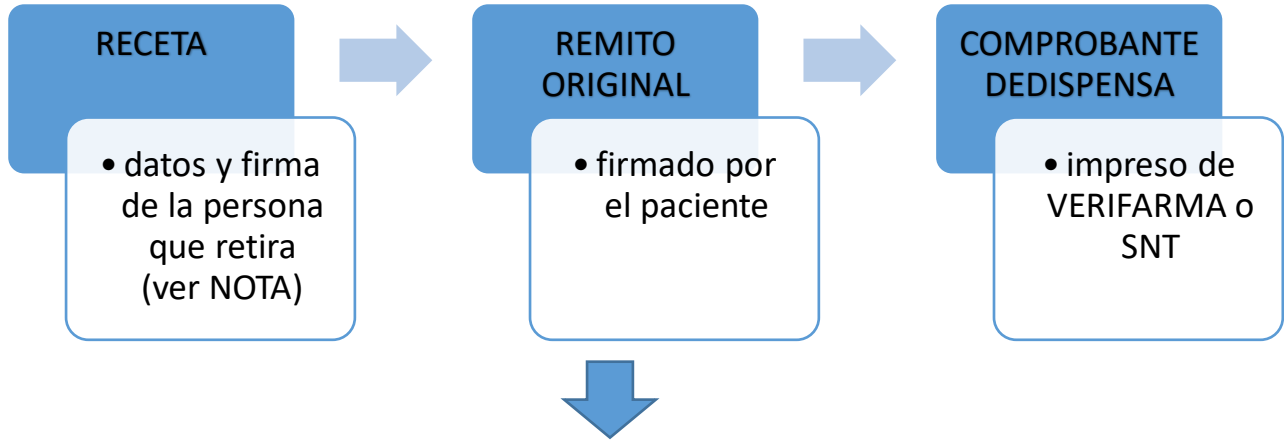 RECETA
• datos y firma
de la persona
que retira
(ver NOTA)
REMITO
ORIGINAL
• firmado por
el paciente
COMPROBANTE
DEDISPENSA
• impreso de
VERIFARMA o
SNT